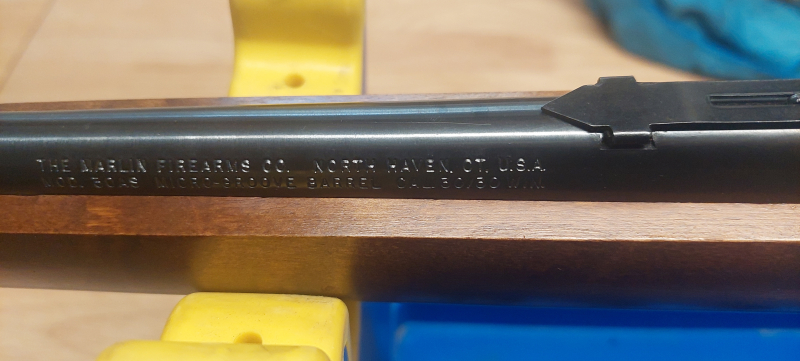 THE MARLIN FIREARMS CO. NORTH HAVEN, CT. U.S.A.
MOD. 30AS MICRO-GROOVE BARREL CAL.30/30 WIN.